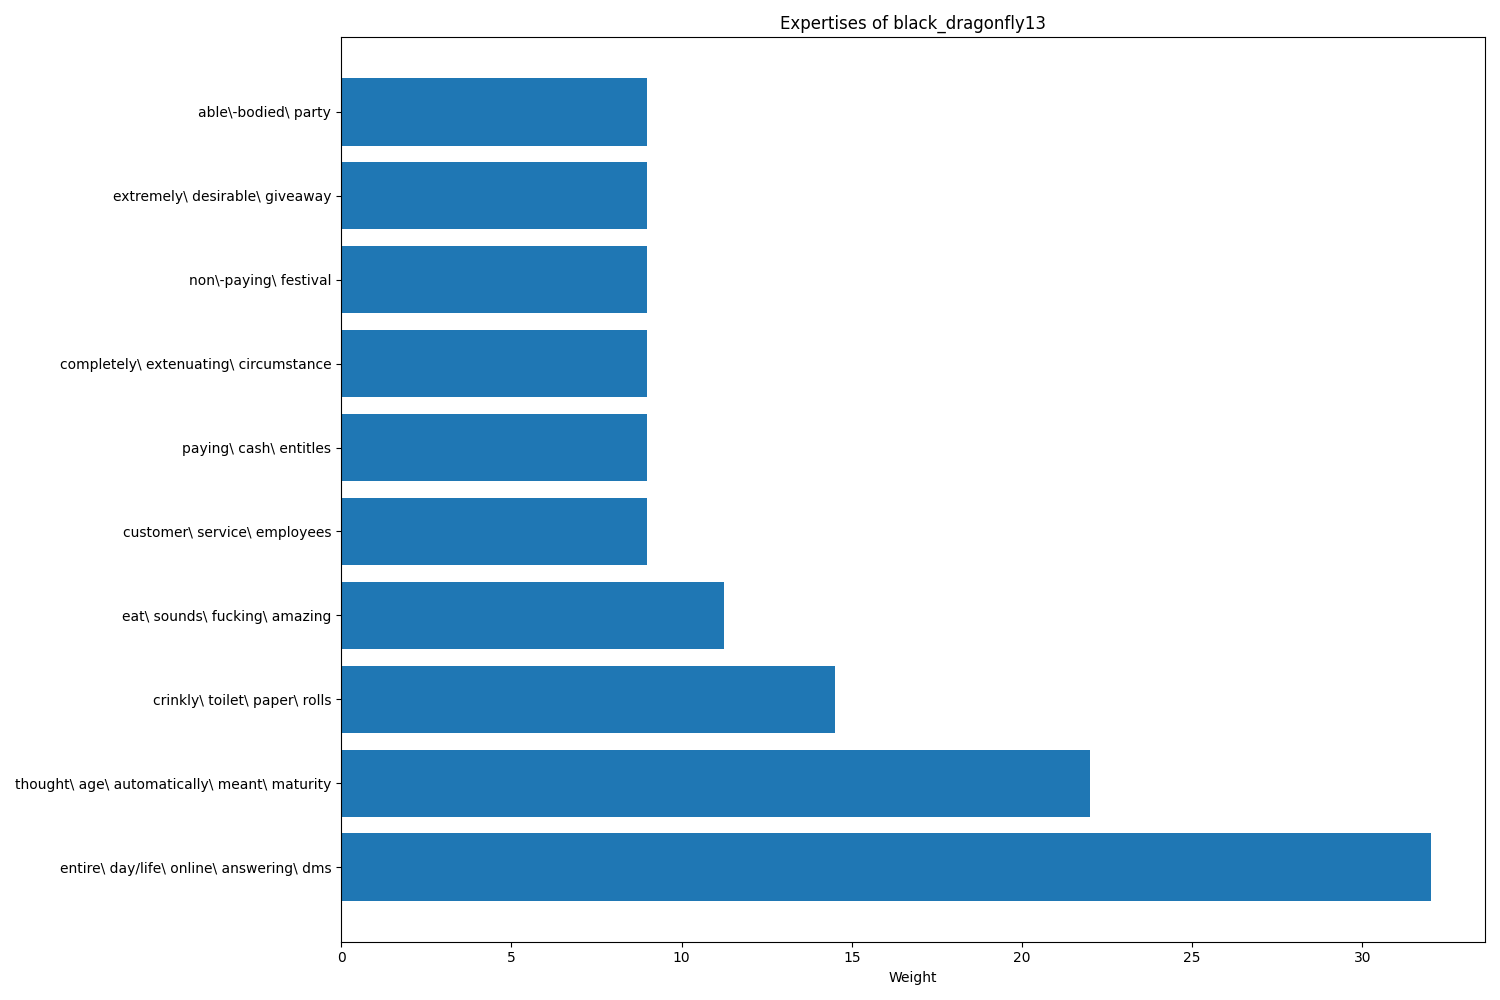 Expertises of black_dragonfly13
able\-bodied\ party
extremely\ desirable\ giveaway
non\-paying\ festival
completely\ extenuating\ circumstance
paying\ cash\ entitles
customer\ service\ employees
eat\ sounds\ fucking\ amazing
crinkly\ toilet\ paper\ rolls
thought\ age\ automatically\ meant\ maturity
entire\ day/life\ online\ answering\ dms
0 5 10 15 20 25 30
Weight